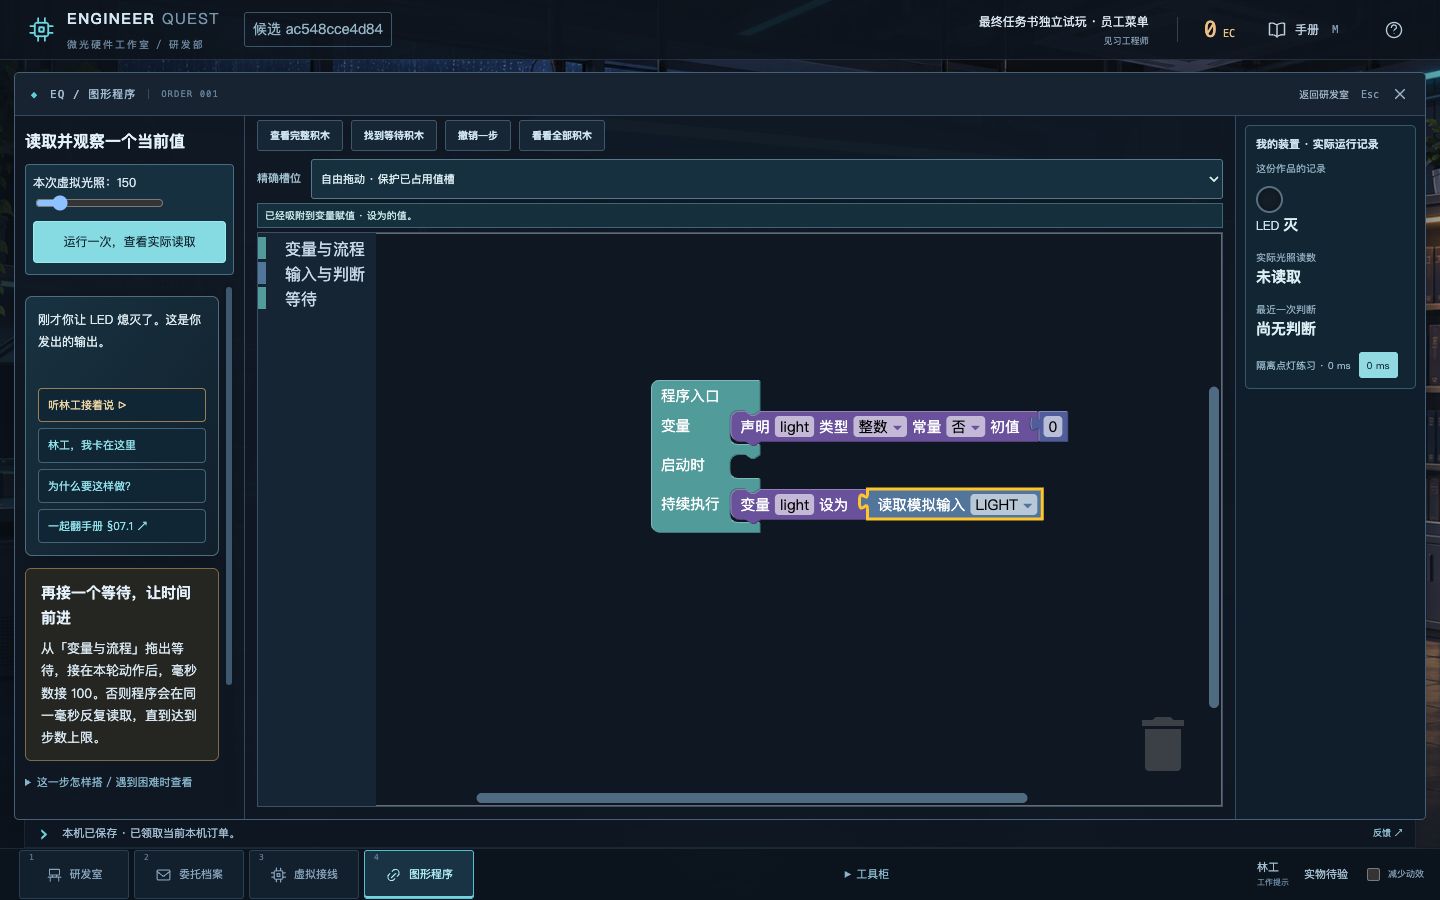 ENGINEER QUEST
微光硬件工作室 / 研发部
候选 ac548cce4d84
最终任务书独立试玩 · 员工菜单
见习工程师
0 EC
手册 M
EQ / 图形程序
ORDER 001
返回研发室 Esc
读取并观察一个当前值
本次虚拟光照：150
运行一次，查看实际读取
刚才你让 LED 熄灭了。这是你
发出的输出。
听林工接着说
林工，我卡在这里
为什么要这样做？
一起翻手册 §07.1 ↗
再接一个等待，让时间
前进
从「变量与流程」拖出等
待，接在本轮动作后，毫秒
数接 100。否则程序会在同
一毫秒反复读取，直到达到
步数上限。
这一步怎样搭 / 遇到困难时查看
查看完整积木
找到等待积木
撤销一步
看看全部积木
精确槽位
自由拖动 · 保护已占用值槽
已经吸附到变量赋值 · 设为的值。
变量与流程
输入与判断
等待
程序入口
变量 声明 light 类型 整数 常量 否 初值 0
启动时
持续执行 变量 light 设为 读取模拟输入 LIGHT
我的装置 · 实际运行记录
这份作品的记录
LED 灭
实际光照读数
未读取
最近一次判断
尚无判断
隔离点灯练习 · 0 ms
0 ms
本机已保存 · 已领取当前本机订单。
反馈 ↗
1 研发室
2 委托档案
3 虚拟接线
4 图形程序
工具柜
林工
工作提示
实物待验
减少动效